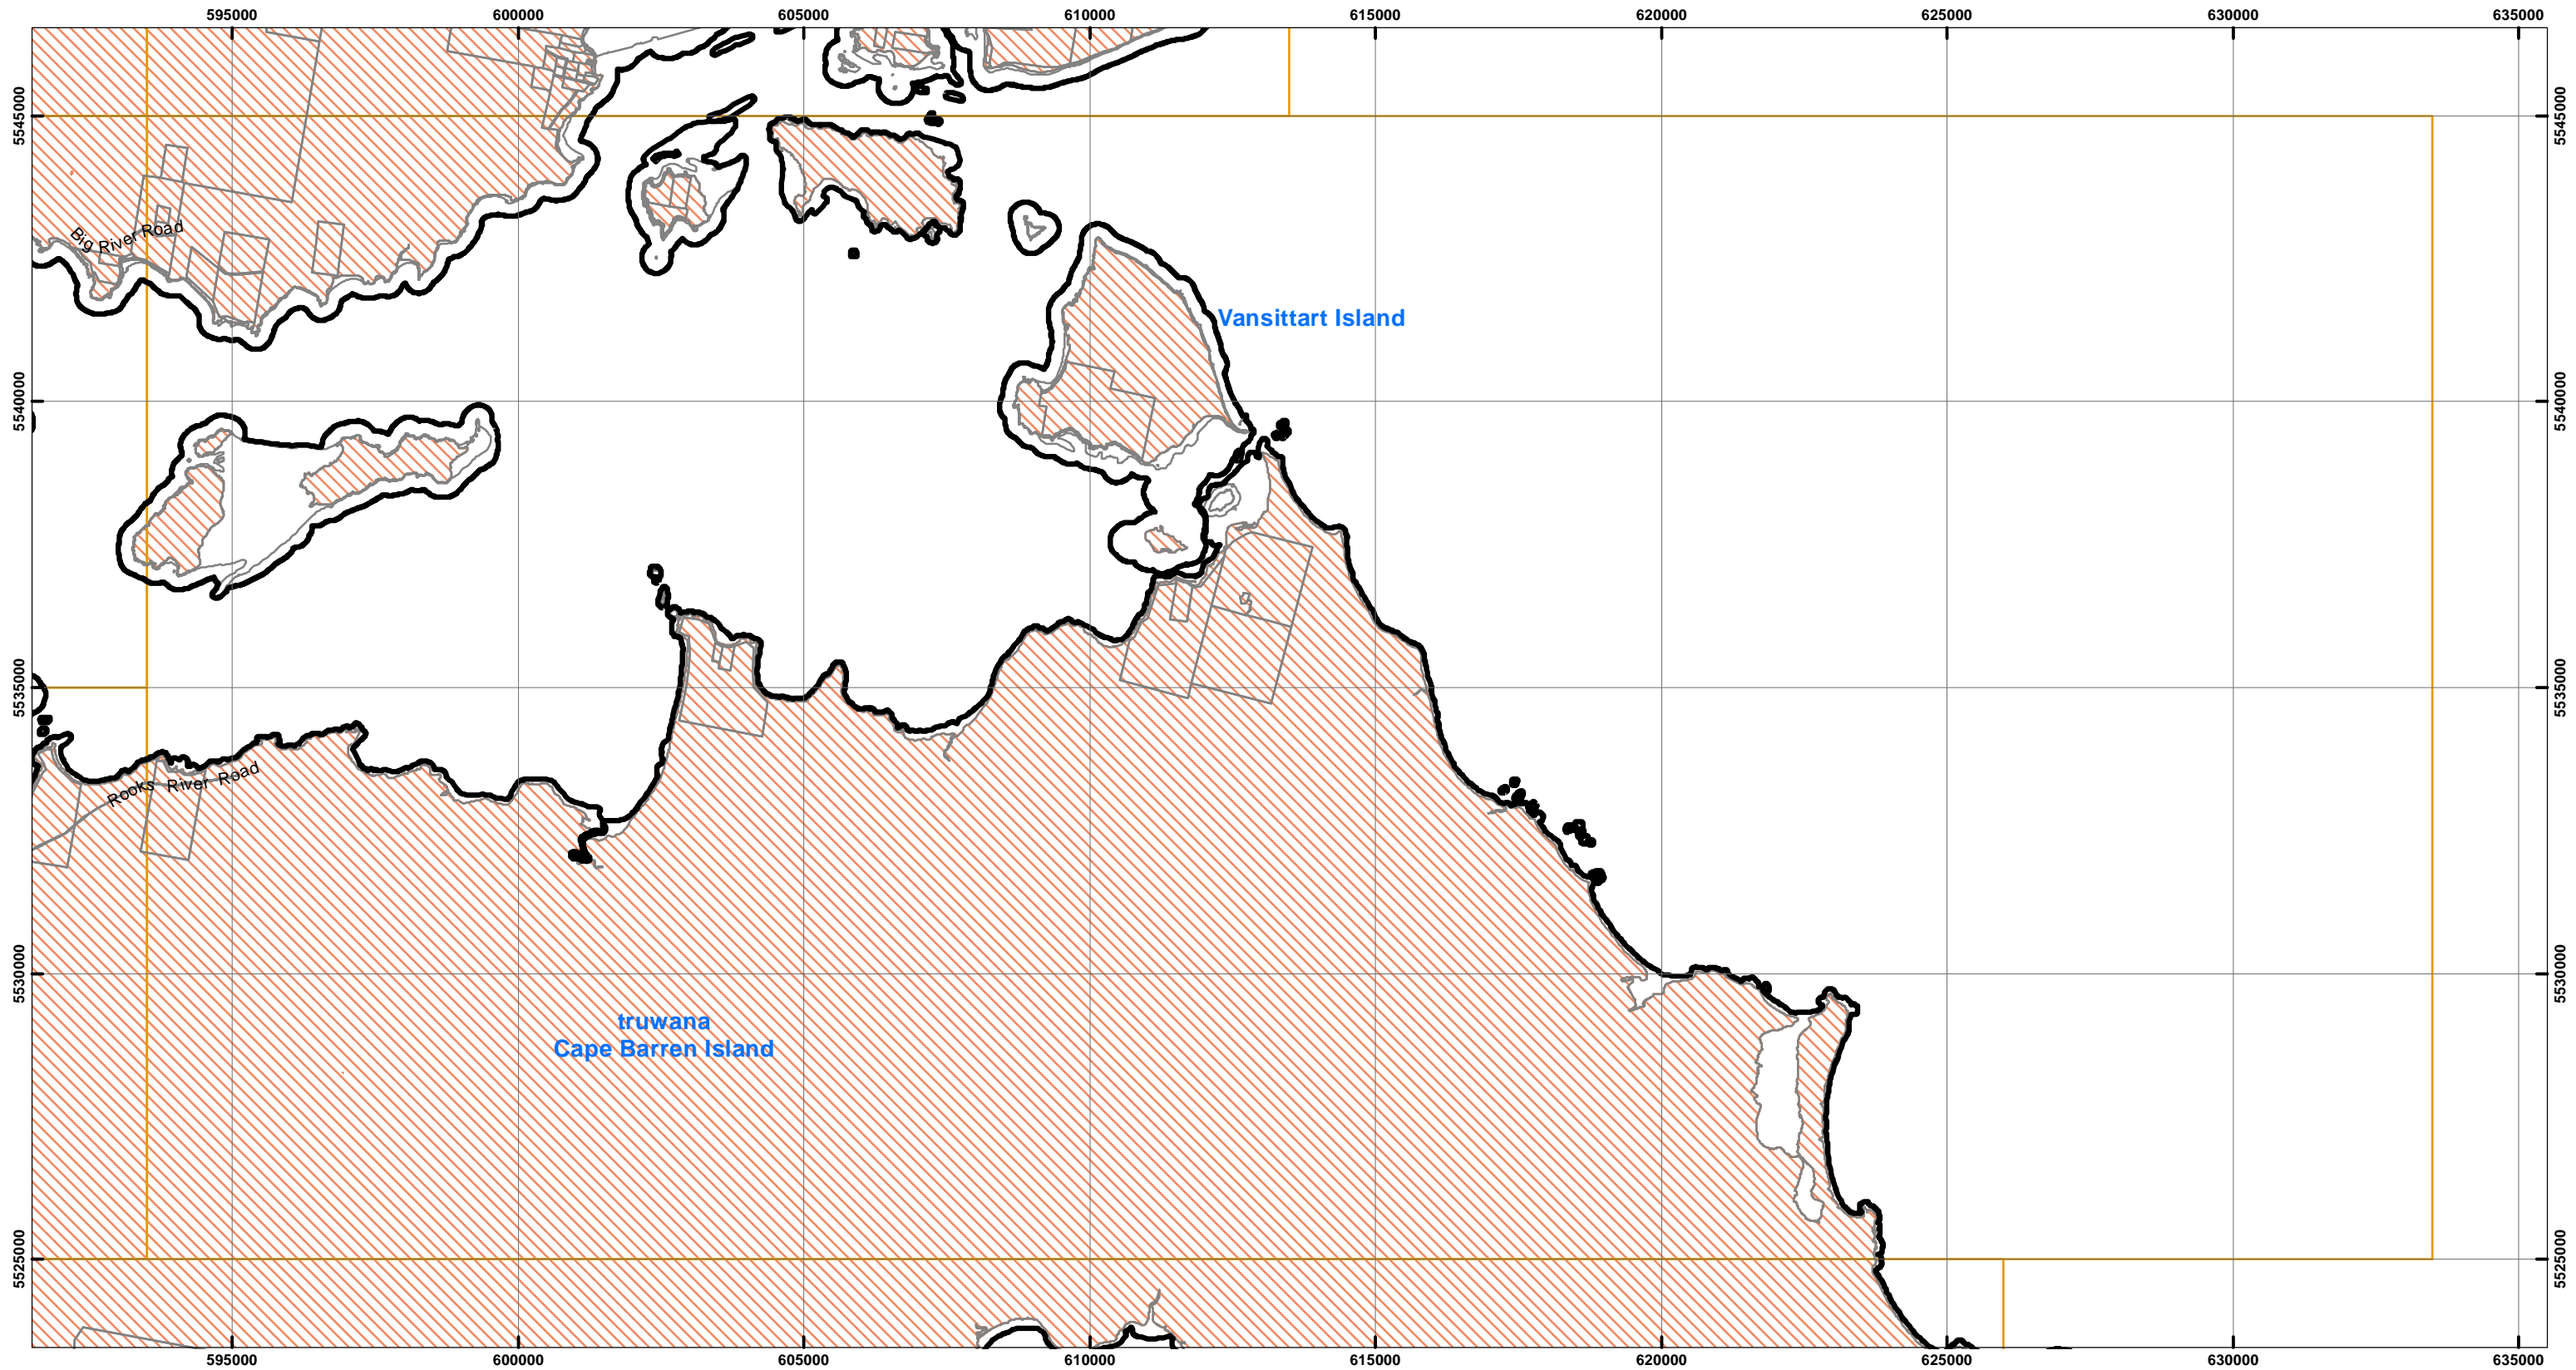 595000 600000 605000 610000 615000 620000 625000 630000 635000
5545000 5545000
Big River Road
Vansittart Island
5540000 5540000
5535000 5535000
Rooks River Road
5530000 5530000
truwana
Cape Barren Island
5525000 5525000
595000 600000 605000 610000 615000 620000 625000 630000 635000